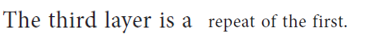 The third layer is a repeat of the first.